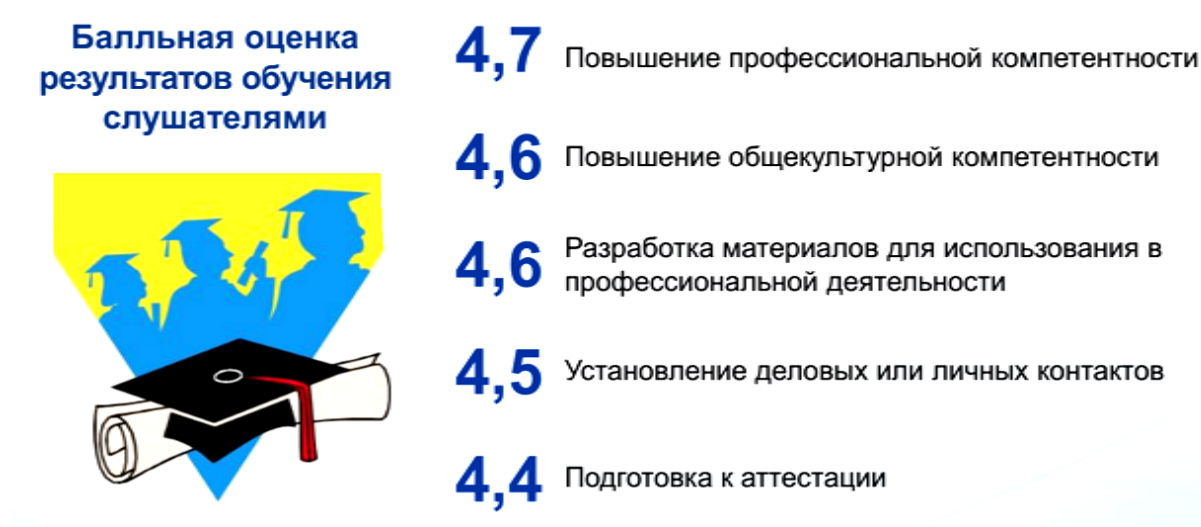 Балльная оценка
результатов обучения
слушателями
4,7 Повышение профессиональной компетентности
4,6 Повышение общекультурной компетентности
4,6 Разработка материалов для использования в
профессиональной деятельности
4,5 Установление деловых или личных контактов
4,4 Подготовка к аттестации